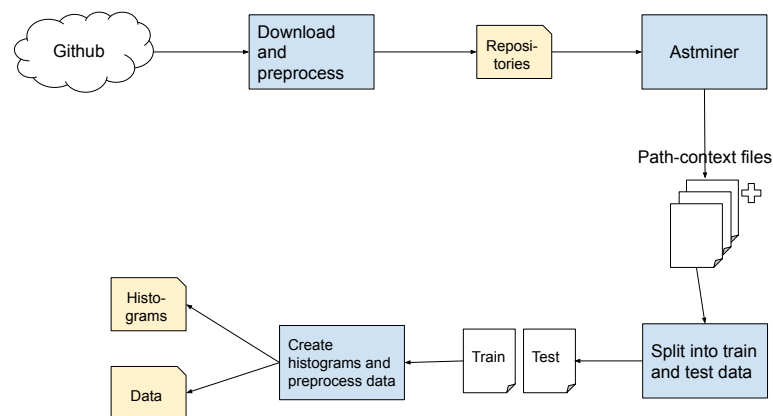 Github
Download
and
preprocess
Reposi-
tories
Astminer
Path-context files
Histo-
grams
Data
Create
histograms and
preprocess data
Train
Test
Split into train
and test data